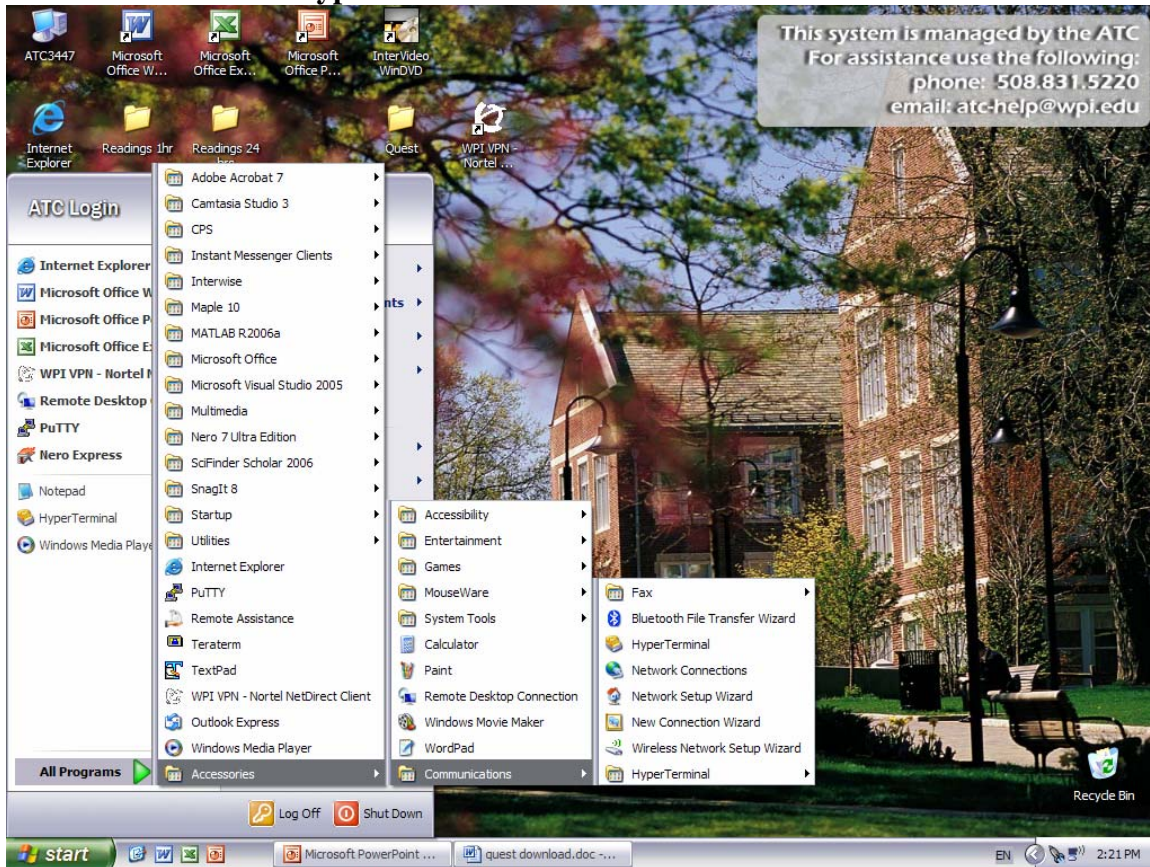 This system is managed by the ATC
For assistance use the following:
phone: 508.831.5220
email: atc-help@wpi.edu
ATC3447
Microsoft Office W...
Microsoft Office Ex...
Microsoft Office P...
InterVideo WinDVD
Internet Explorer
Readings 1hr
Readings 24
Quest
WPI VPN - Nortel ...
ATC Login
Internet Explorer
Microsoft Office W
Microsoft Office P
Microsoft Office E
WPI VPN - Nortel
Remote Desktop
PuTTY
Nero Express
Notepad
HyperTerminal
Windows Media Playe
All Programs
nts
Adobe Acrobat 7
Camtasia Studio 3
CPS
Instant Messenger Clients
Interwise
Maple 10
MATLAB R2006a
Microsoft Office
Microsoft Visual Studio 2005
Multimedia
Nero 7 Ultra Edition
SciFinder Scholar 2006
SnagIt 8
Startup
Utilities
Internet Explorer
PuTTY
Remote Assistance
Teraterm
TextPad
WPI VPN - Nortel NetDirect Client
Outlook Express
Windows Media Player
Accessories
Accessibility
Entertainment
Games
MouseWare
System Tools
Calculator
Paint
Remote Desktop Connection
Windows Movie Maker
WordPad
Communications
Fax
Bluetooth File Transfer Wizard
HyperTerminal
Network Connections
Network Setup Wizard
New Connection Wizard
Wireless Network Setup Wizard
HyperTerminal
Recycle Bin
Log Off
Shut Down
start
Microsoft PowerPoint ...
quest download.doc -...
EN
2:21 PM